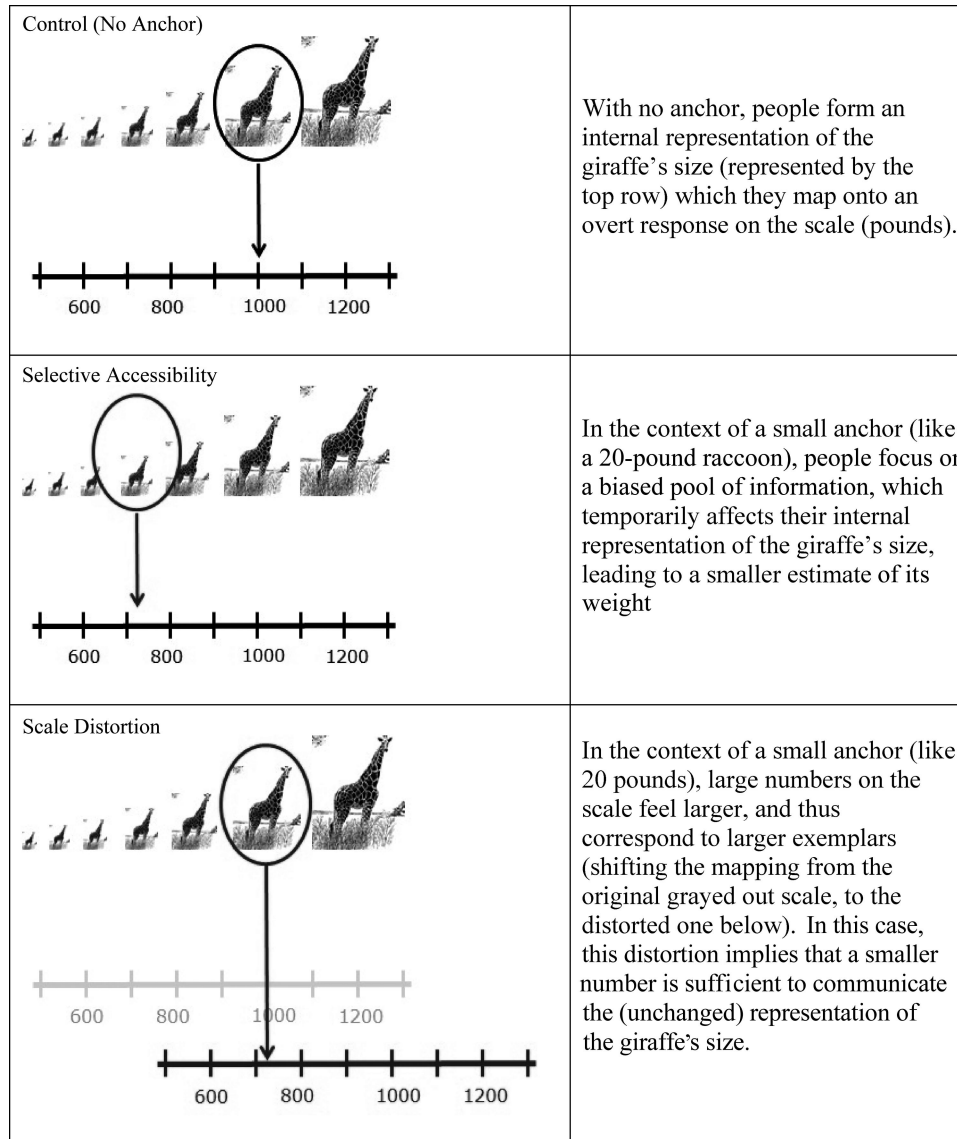 Control (No Anchor)
600 800 1000 1200
With no anchor, people form an
internal representation of the
giraffe’s size (represented by the
top row) which they map onto an
overt response on the scale (pounds).
Selective Accessibility
600 800 1000 1200
In the context of a small anchor (like
a 20-pound raccoon), people focus on
a biased pool of information, which
temporarily affects their internal
representation of the giraffe’s size,
leading to a smaller estimate of its
weight
Scale Distortion
600 800 1000 1200
600 800 1000 1200
In the context of a small anchor (like
20 pounds), large numbers on the
scale feel larger, and thus
correspond to larger exemplars
(shifting the mapping from the
original grayed out scale, to the
distorted one below). In this case,
this distortion implies that a smaller
number is sufficient to communicate
the (unchanged) representation of
the giraffe’s size.